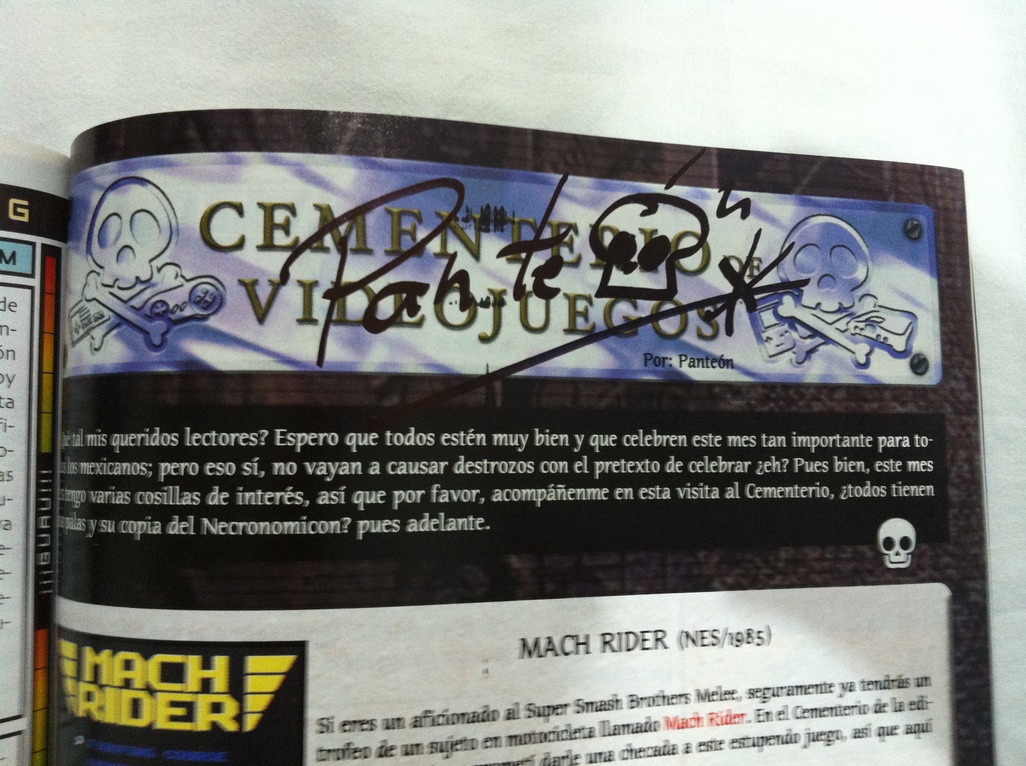 G
M
de
m-
ón
oy
ta
fi-
o-
as
u-
va
e-
e-
e-
u-
CEMENTERIO DE
VIDEOJUEGOS
Panteón
Por: Panteón
tal mis queridos lectores? Espero que todos estén muy bien y que celebren este mes tan importante para to-
los mexicanos; pero eso sí, no vayan a causar destrozos con el pretexto de celebrar ¿eh? Pues bien, este mes
tengo varias cosillas de interés, así que por favor, acompáñenme en esta visita al Cementerio, ¿todos tienen
palas y su copia del Necronomicon? pues adelante.
MACH
RIDER
MACH RIDER (NES/1985)
Si eres un aficionado al Super Smash Brothers Melee, seguramente ya tendrás un
trofeo de un sujeto en motocicleta llamado Mach Rider. En el Cementerio de la edi-
darle una checada a este estupendo juego, así que aquí